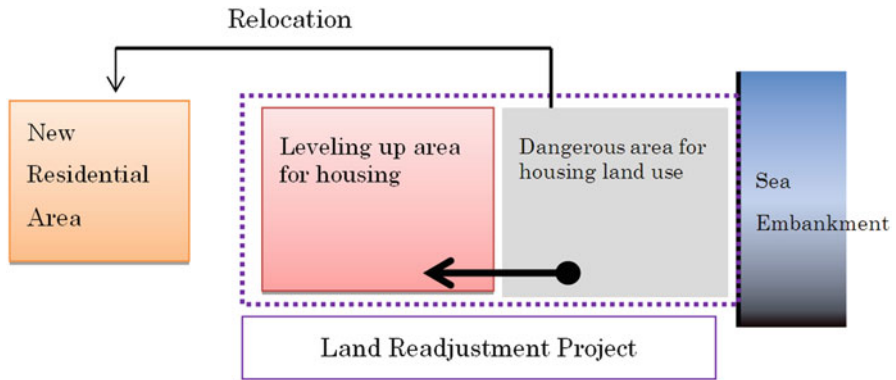 Relocation
New
Residential
Area
Leveling up area
for housing
Dangerous area for
housing land use
Sea
Embankment
Land Readjustment Project